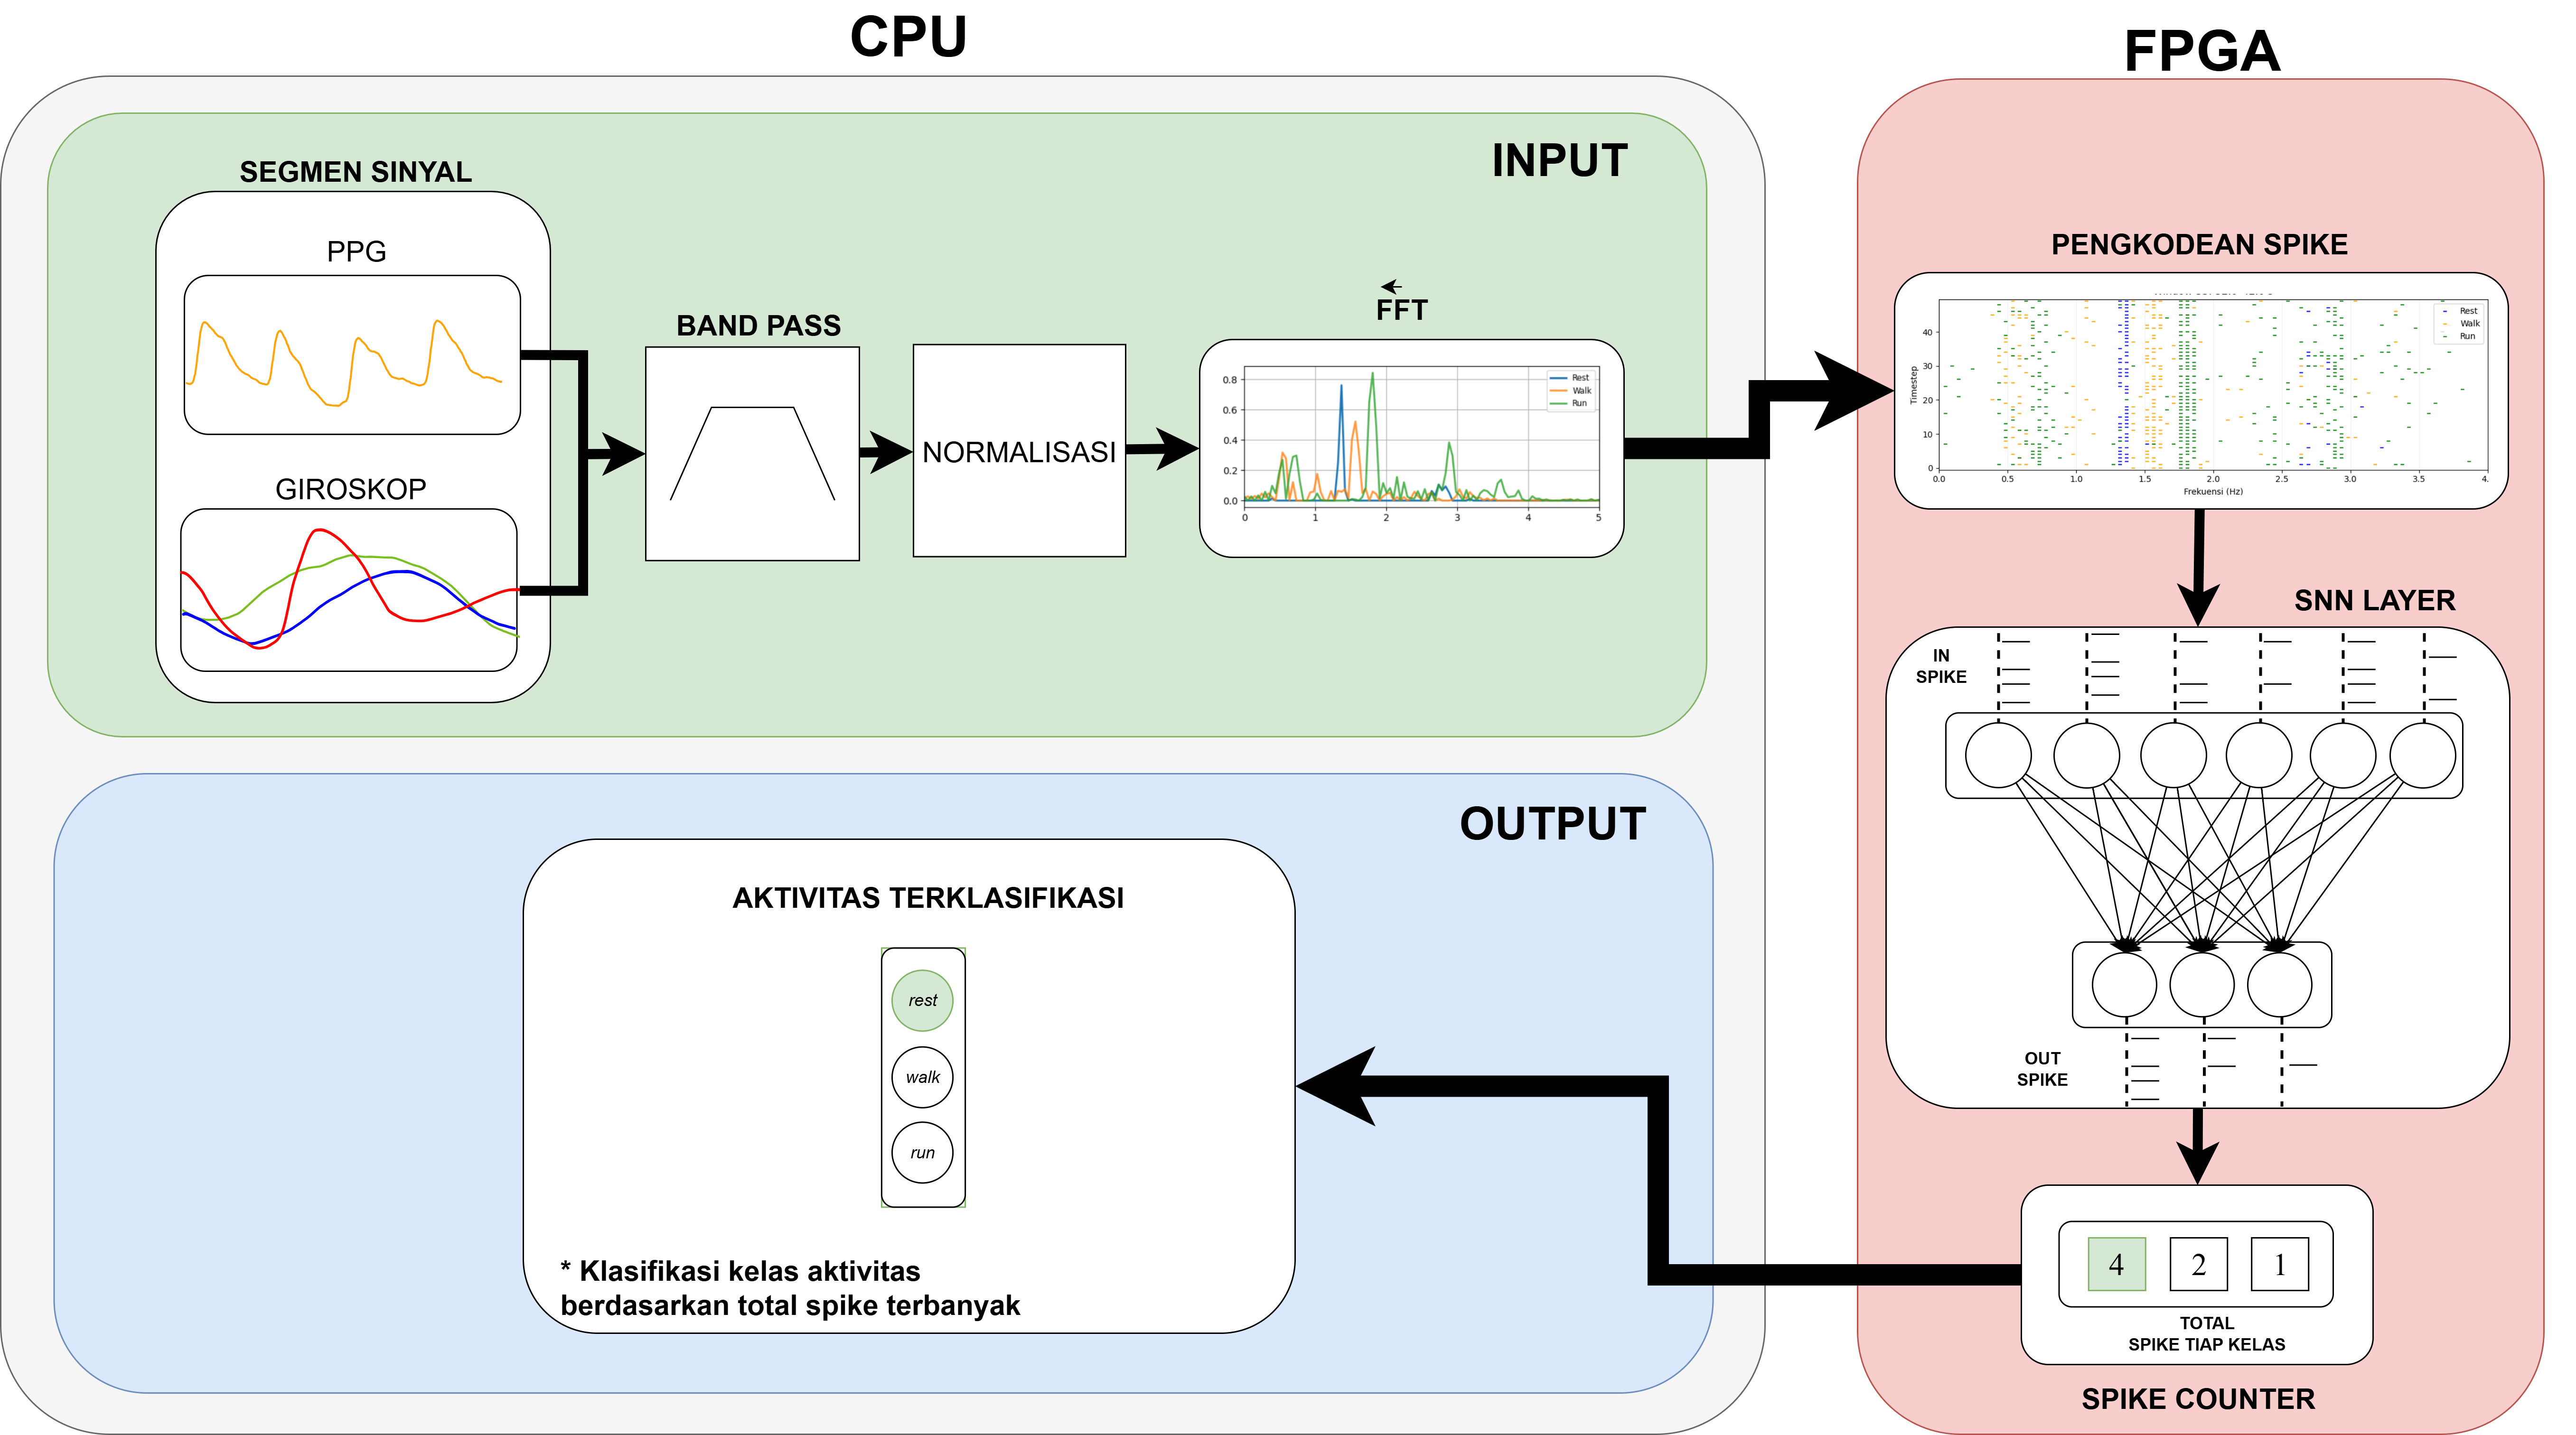 CPU
FPGA
INPUT
SEGMEN SINYAL
PPG
GIROSKOP
BAND PASS
NORMALISASI
FFT
Rest
Walk
Run
0.8
0.6
0.4
0.2
0.0
0 1 2 3 4 5
PENGKODEAN SPIKE
Rest
Walk
Run
Timestep
40
30
20
10
0
0.0 0.5 1.0 1.5 2.0 2.5 3.0 3.5 4.
Frekuensi (Hz)
SNN LAYER
IN
SPIKE
OUT
SPIKE
4 2 1
TOTAL
SPIKE TIAP KELAS
SPIKE COUNTER
OUTPUT
AKTIVITAS TERKLASIFIKASI
rest
walk
run
* Klasifikasi kelas aktivitas
berdasarkan total spike terbanyak